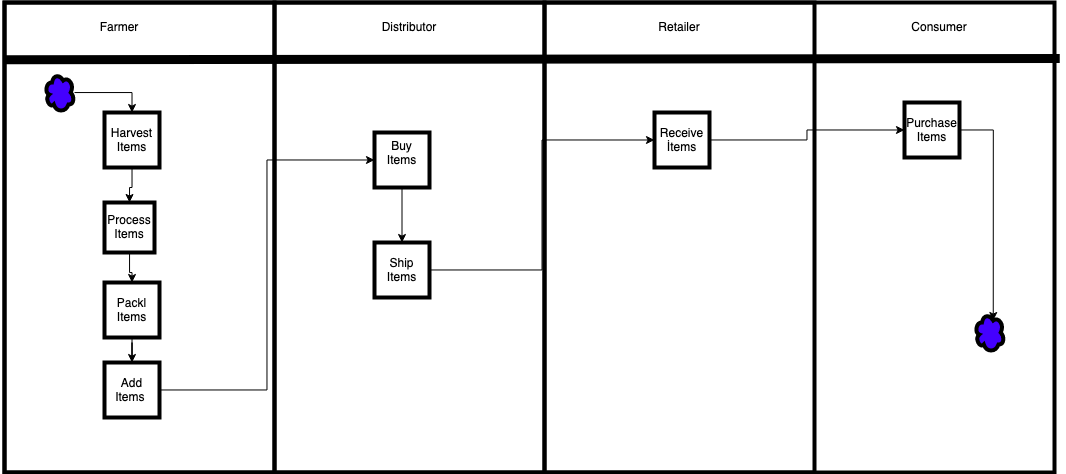 Farmer
Distributor
Retailer
Consumer
Harvest
Items
Process
Items
Packl
Items
Add
Items
Buy
Items
Ship
Items
Receive
İtems
Purchase
Items